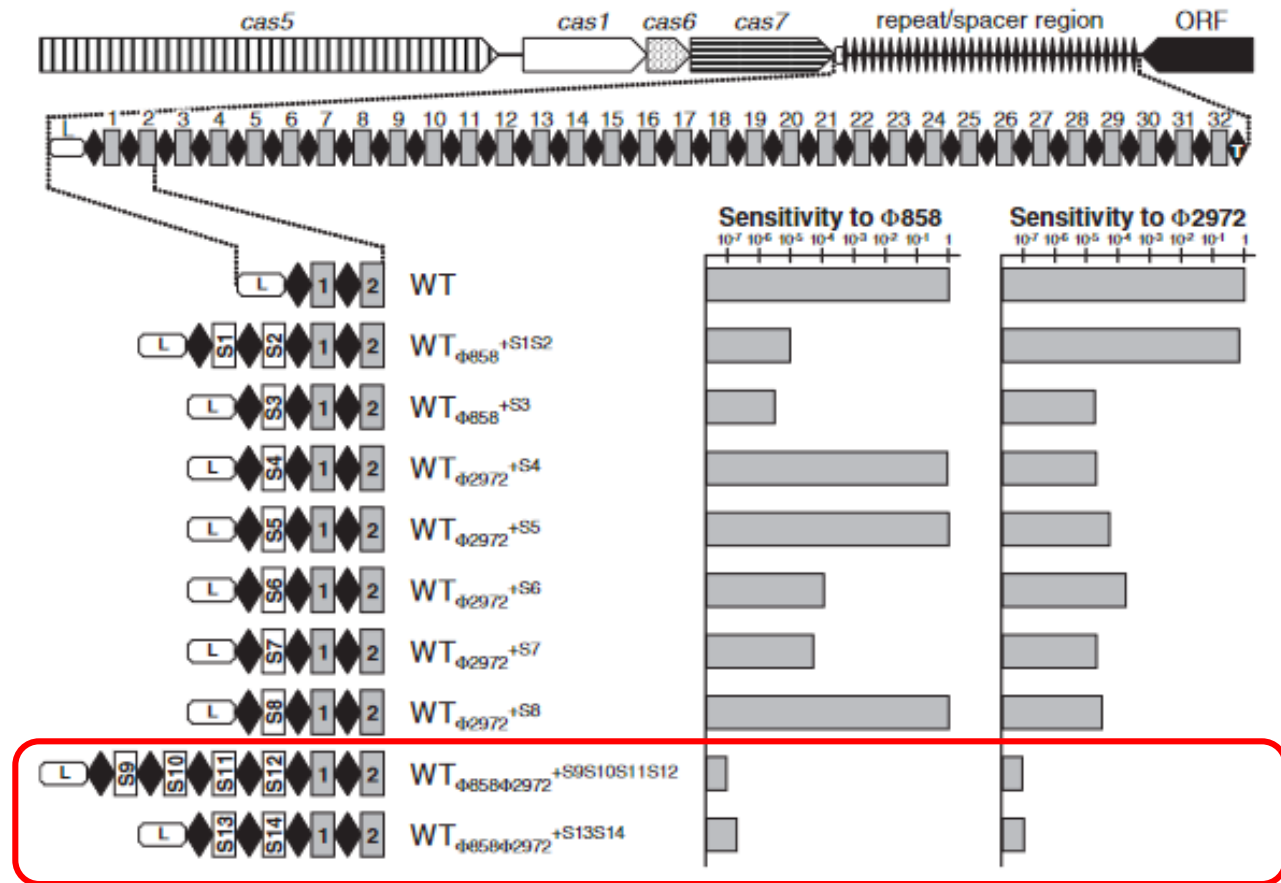 cas5 cas1 cas6 cas7 repeat/spacer region ORF
L 1 2 3 4 5 6 7 8 9 10 11 12 13 14 15 16 17 18 19 20 21 22 23 24 25 26 27 28 29 30 31 32
T
Sensitivity to Φ858 Sensitivity to Φ2972
10-7 10-6 10-5 10-4 10-3 10-2 10-1 1 10-7 10-6 10-5 10-4 10-3 10-2 10-1 1
L 1 2 WT
L S1 S2 1 2 WTΦ858+S1S2
L S3 1 2 WTΦ858+S3
L S4 1 2 WTΦ2972+S4
L S5 1 2 WTΦ2972+S5
L S6 1 2 WTΦ2972+S6
L S7 1 2 WTΦ2972+S7
L S8 1 2 WTΦ2972+S8
L S9 S10 S11 S12 1 2 WTΦ858Φ2972+S9S10S11S12
L S13 S14 1 2 WTΦ858Φ2972+S13S14